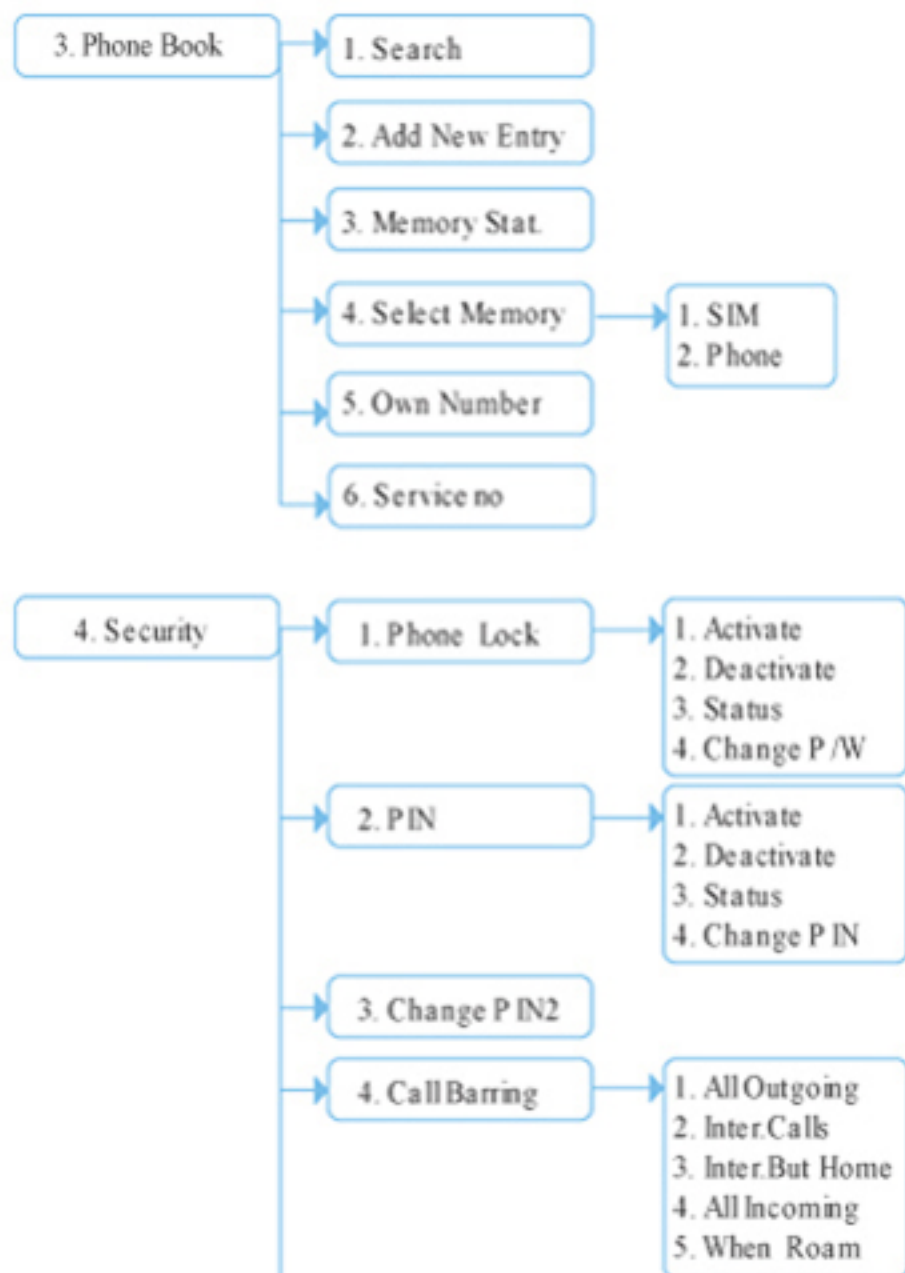 3. Phone Book
1. Search
2. Add New Entry
3. Memory Stat.
4. Select Memory
1. SIM
2. Phone
5. Own Number
6. Service no
4. Security
1. Phone Lock
1. Activate
2. Deactivate
3. Status
4. Change P/W
2. PIN
1. Activate
2. Deactivate
3. Status
4. Change PIN
3. Change PIN2
4. Call Barring
1. All Outgoing
2. Inter.Calls
3. Inter.But Home
4. All Incoming
5. When Roam